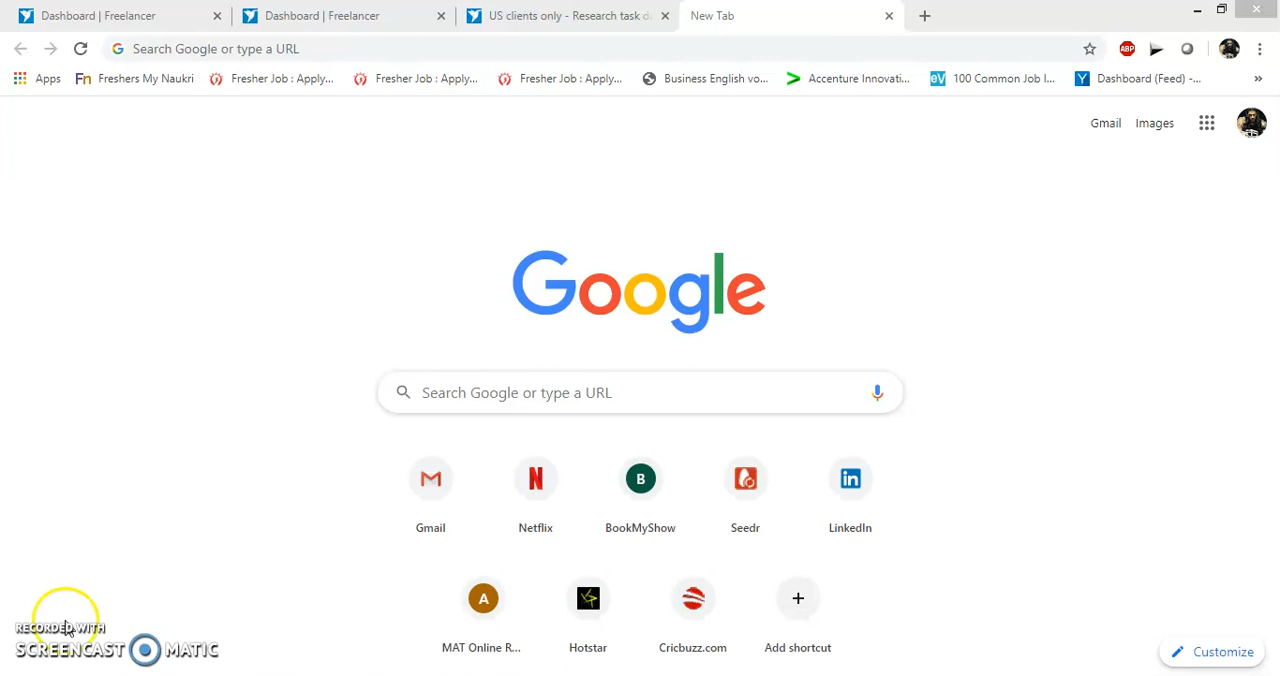 Dashboard | Freelancer
Dashboard | Freelancer
US clients only - Research task d
New Tab
Search Google or type a URL
ABP
Apps
Fn Freshers My Naukri
Fresher Job : Apply...
Fresher Job : Apply...
Fresher Job : Apply...
Business English vo...
Accenture Innovati...
eV 100 Common Job I...
Y Dashboard (Feed) -...
»
Gmail
Images
Google
Search Google or type a URL
Gmail
Netflix
B
BookMyShow
Seedr
LinkedIn
A
MAT Online R...
Hotstar
Cricbuzz.com
Add shortcut
RECORDED WITH
SCREENCAST MATIC
Customize